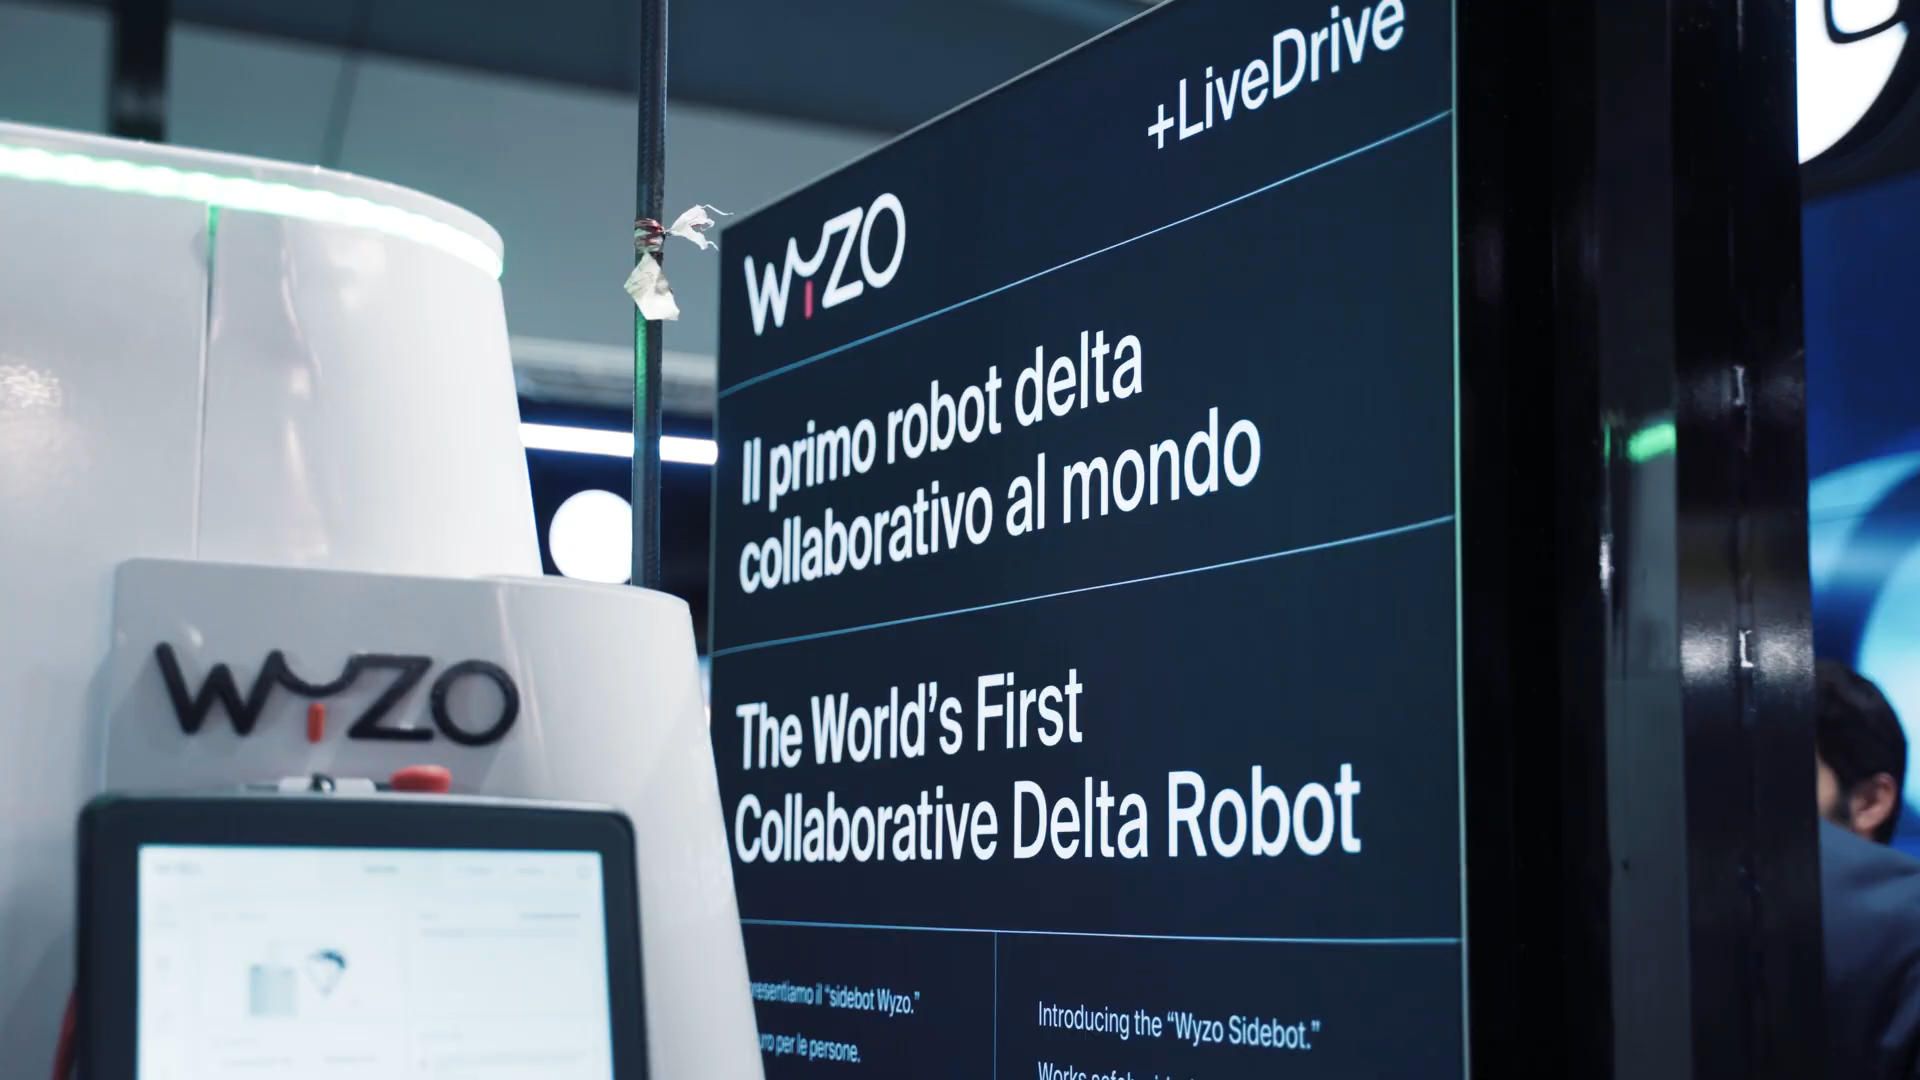 +LiveDrive
WYZO
Il primo robot delta
collaborativo al mondo
The World's First
Collaborative Delta Robot
il "sidebot Wyzo."
per le persone.
Introducing the "Wyzo Sidebot."
Works
WYZO